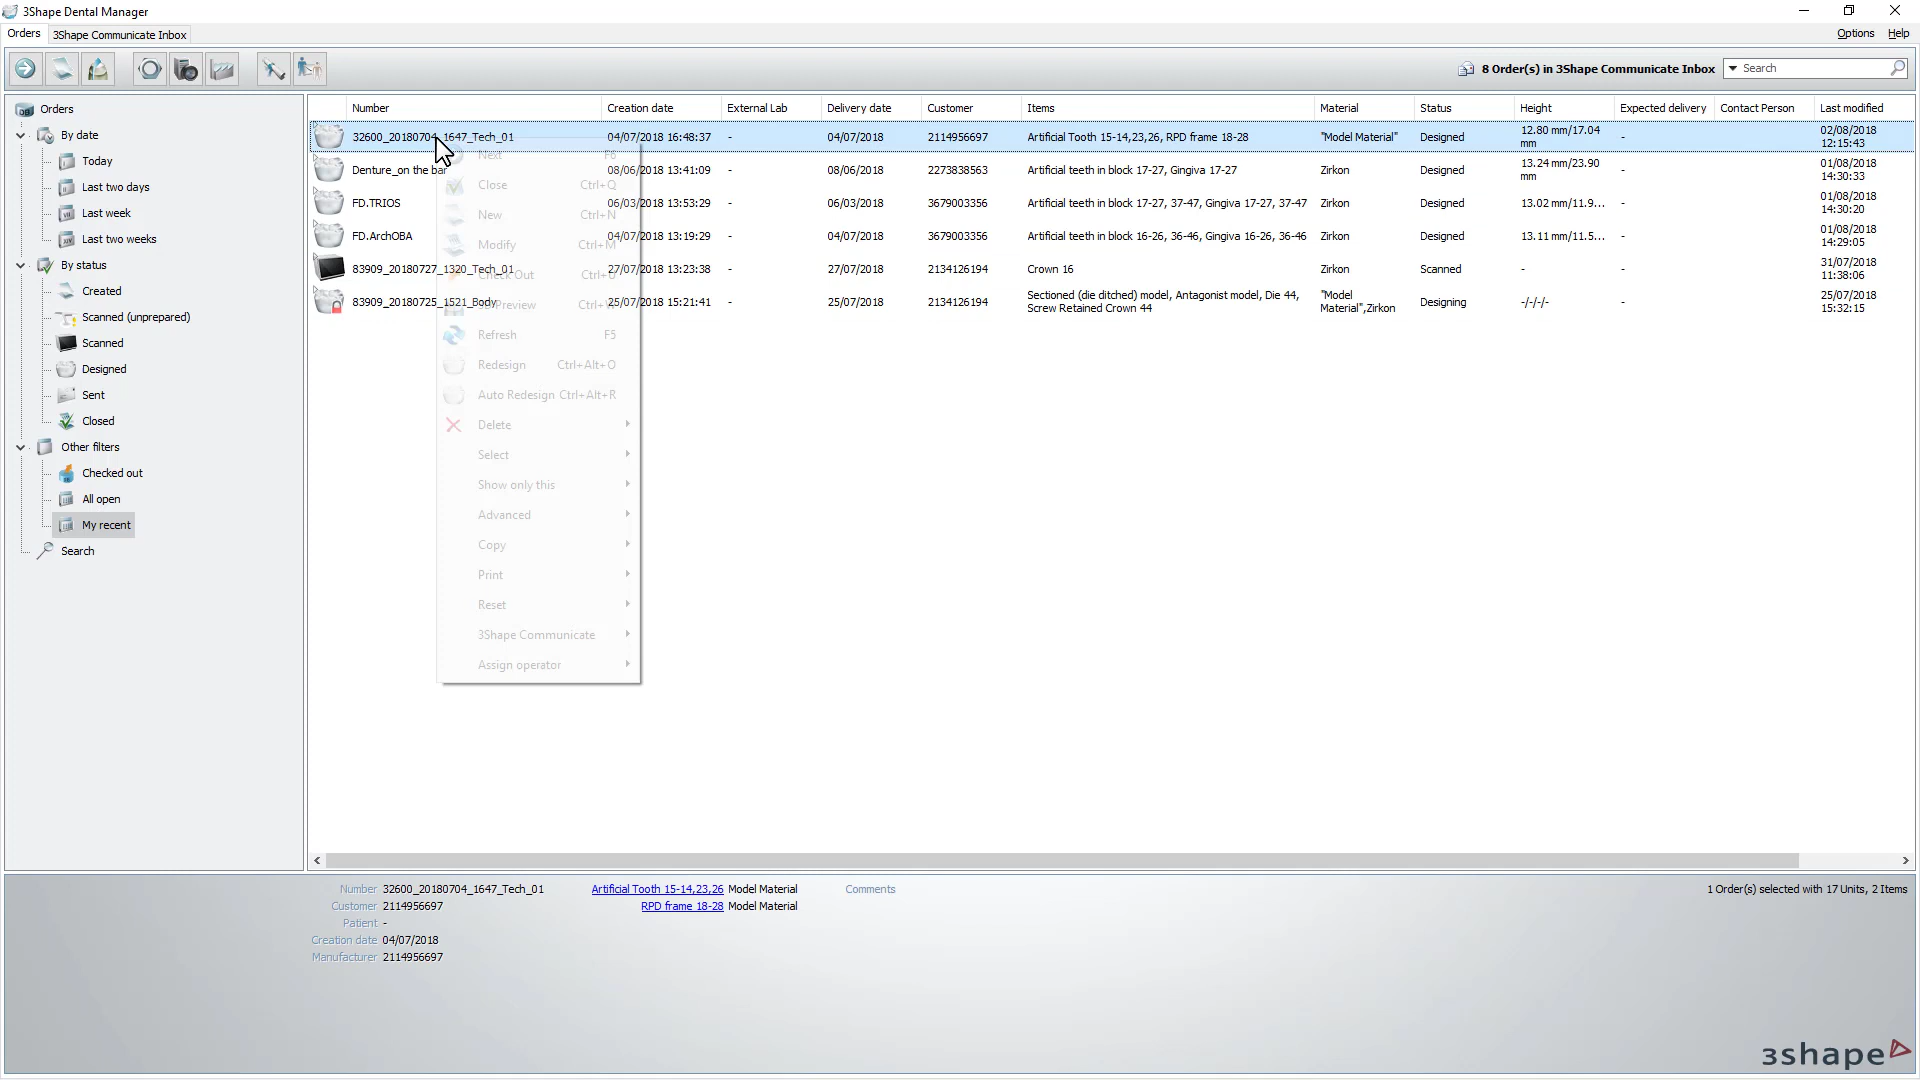 3Shape Dental Manager
Orders 3Shape Communicate Inbox
Options Help
8 Order(s) in 3Shape Communicate Inbox Search
Orders
By date
Today
Last two days
Last week
Last two weeks
By status
Created
Scanned (unprepared)
Scanned
Designed
Sent
Closed
Other filters
Checked out
All open
My recent
Search
Number Creation date External Lab Delivery date Customer Items Material Status Height Expected delivery Contact Person Last modified
32600_20180704_1647_Tech_01 04/07/2018 16:48:37 - 04/07/2018 2114956697 Artificial Tooth 15-14,23,26, RPD frame 18-28 "Model Material" Designed 12.80 mm/17.04 mm - 02/08/2018 12:15:43
Denture_on the bar 08/06/2018 13:41:09 - 08/06/2018 2273838563 Artificial teeth in block 17-27, Gingiva 17-27 Zirkon Designed 13.24 mm/23.90 mm - 01/08/2018 14:30:33
FD.TRIOS 06/03/2018 13:53:29 - 06/03/2018 3679003356 Artificial teeth in block 17-27, 37-47, Gingiva 17-27, 37-47 Zirkon Designed 13.02 mm/11.9... - 01/08/2018 14:30:20
FD.ArchOBA 04/07/2018 13:19:29 - 04/07/2018 3679003356 Artificial teeth in block 16-26, 36-46, Gingiva 16-26, 36-46 Zirkon Designed 13.11 mm/11.5... - 01/08/2018 14:29:05
83909_20180727_1320_Tech_01 27/07/2018 13:23:38 - 27/07/2018 2134126194 Crown 16 Zirkon Scanned - - 31/07/2018 11:38:06
83909_20180725_1521_Body 25/07/2018 15:21:41 - 25/07/2018 2134126194 Sectioned (die ditched) model, Antagonist model, Die 44, Screw Retained Crown 44 "Model Material",Zirkon Designing -/-/-/- - 25/07/2018 15:32:15
Next F6
Close Ctrl+Q
New Ctrl+N
Modify Ctrl+M
Check Out
Preview
Refresh F5
Redesign Ctrl+Alt+O
Auto Redesign Ctrl+Alt+R
Delete
Select
Show only this
Advanced
Copy
Print
Reset
3Shape Communicate
Assign operator
Number 32600_20180704_1647_Tech_01
Customer 2114956697
Patient -
Creation date 04/07/2018
Manufacturer 2114956697
Artificial Tooth 15-14,23,26 Model Material
RPD frame 18-28 Model Material
Comments
1 Order(s) selected with 17 Units, 2 Items
3shape